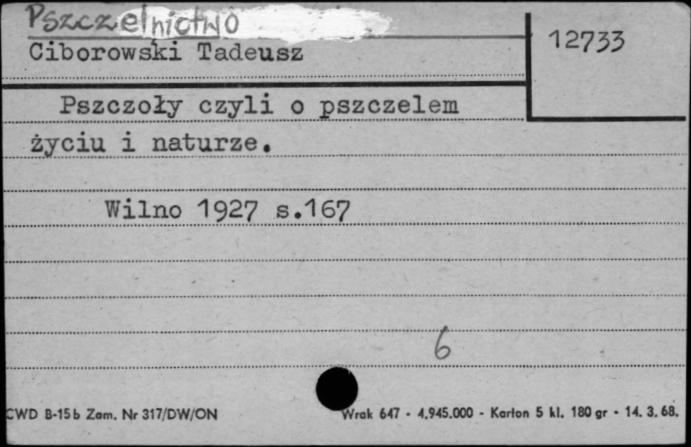 Pszczelnictwo
Ciborowski Tadeusz
12733
Pszczoły czyli o pszczelem
życiu i naturze.
Wilno 1927 s.167
6
CWD B-15b Zam. Nr 317/DW/ON
Wrak 647 - 4.945.000 - Karton 5 kl. 180 gr - 14. 3. 68.